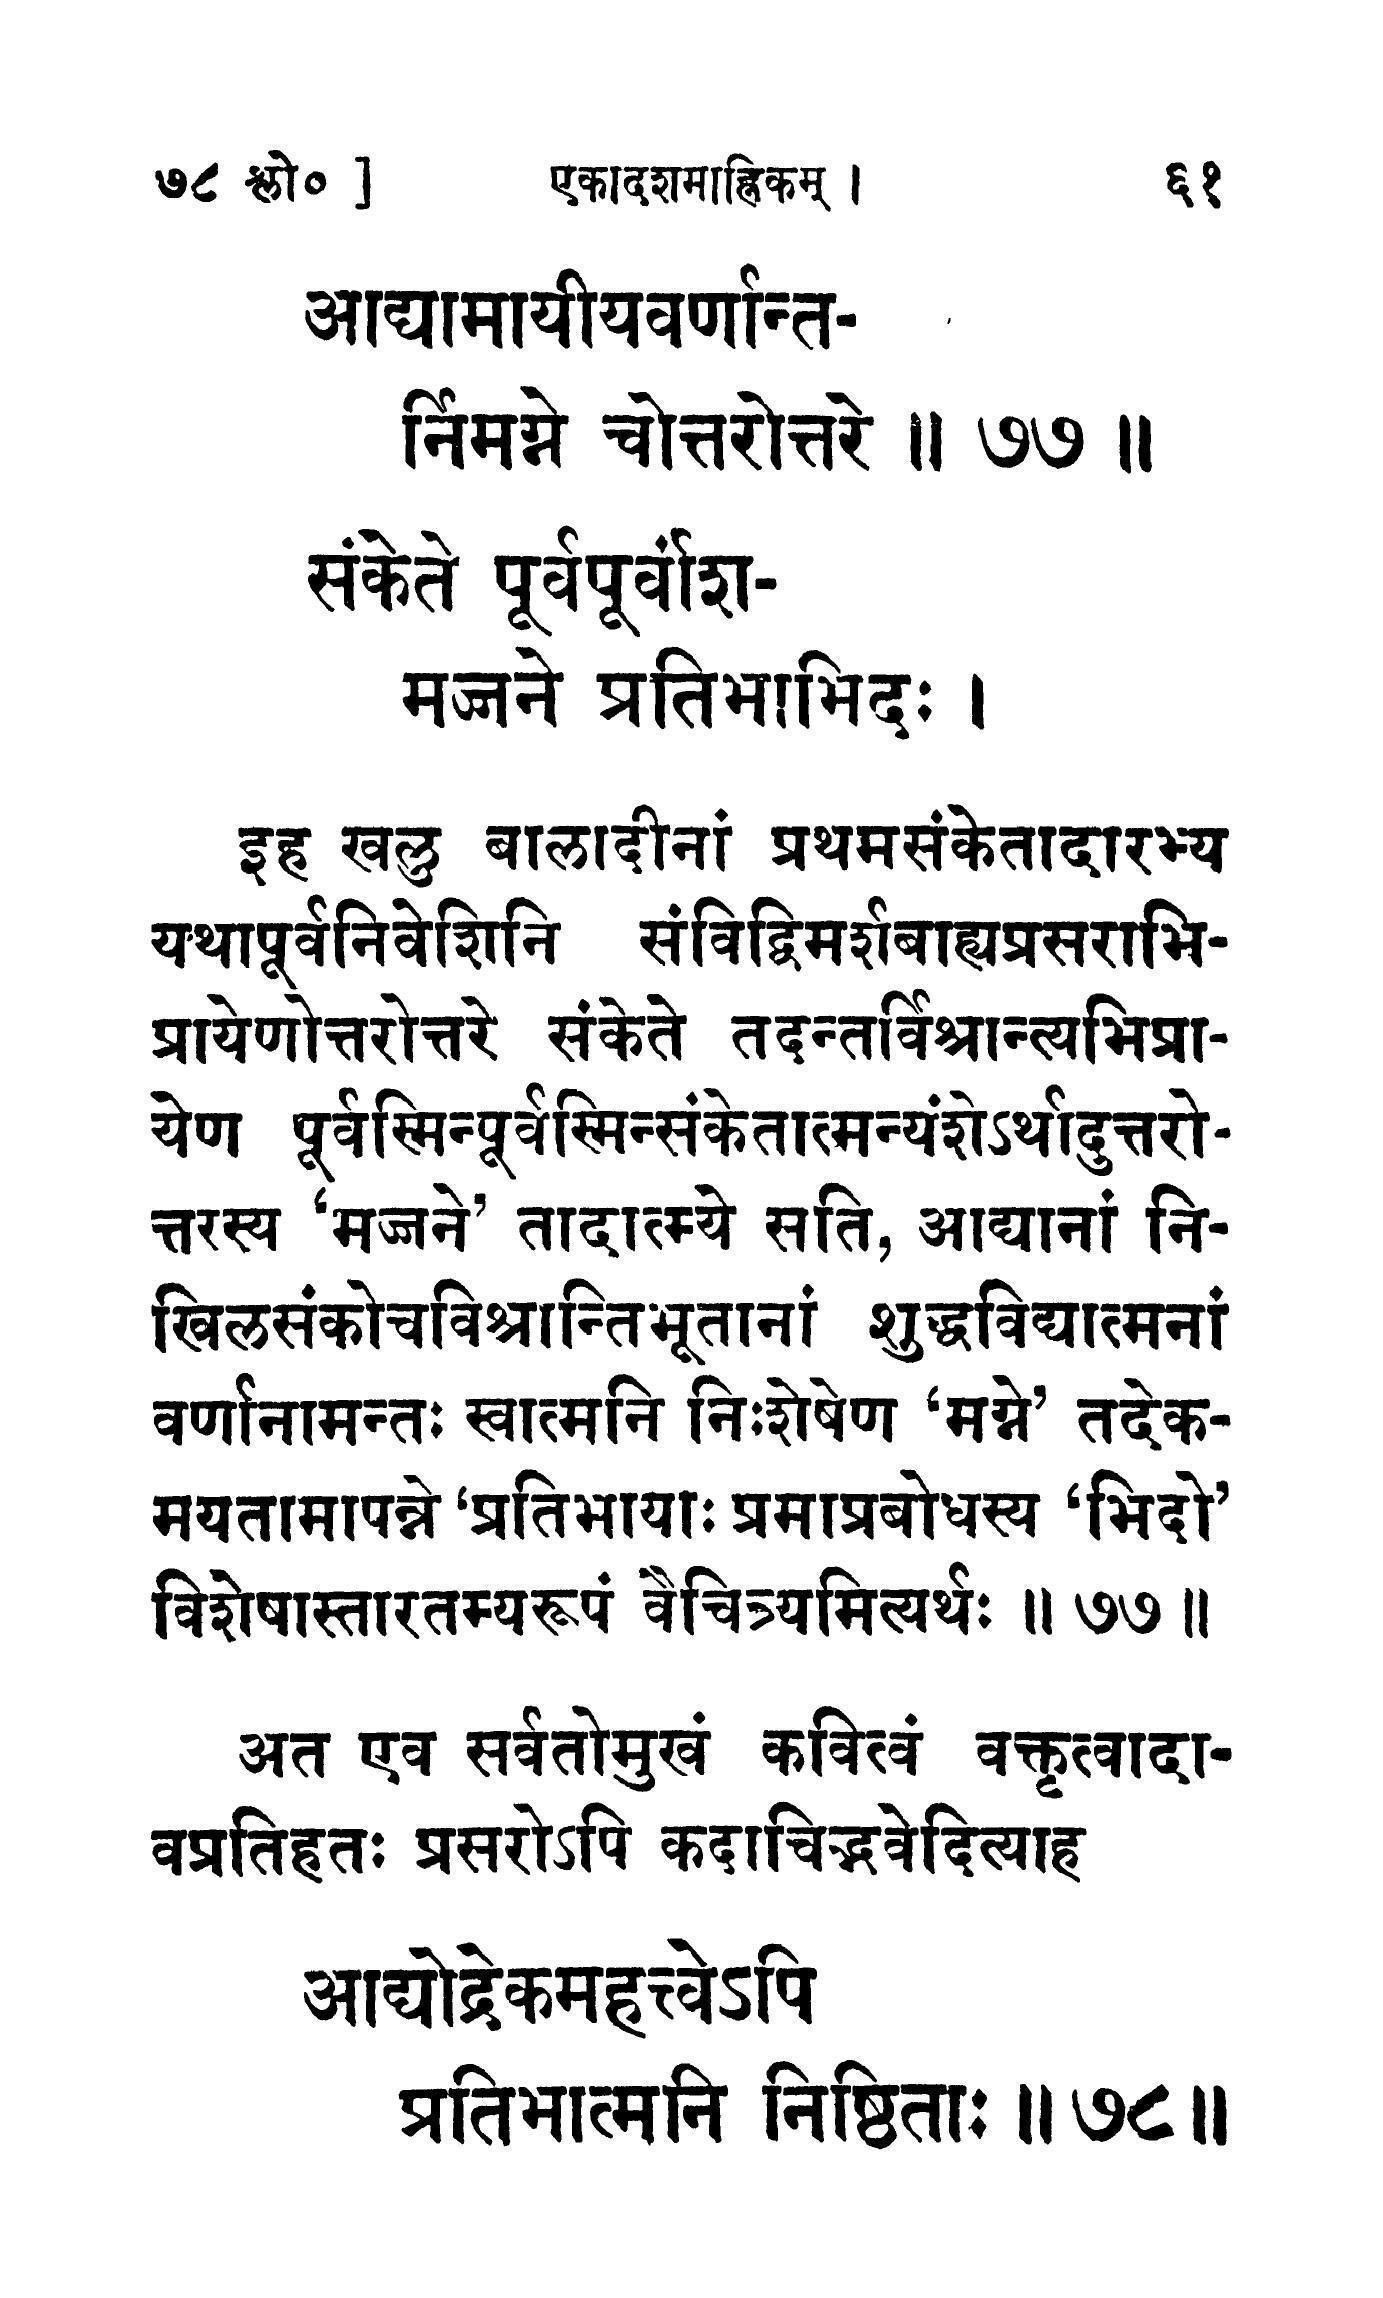 ७८ श्लो० ] एकादशमाह्निकम् । ६१
आद्यामायीयवर्णान्त-
र्निमग्ने चोत्तरोत्तरे ॥ ७७ ॥
संकेते पूर्वपूर्वांश-
मज्जने प्रतिभाभिदः ।
इह खलु बालादीनां प्रथमसंकेतादारभ्य
यथापूर्वनिवेशिनि संविद्विमर्शबाह्यप्रसराभि-
प्रायेणोत्तरोत्तरे संकेते तदन्तर्विश्रान्त्यभिप्रा-
येण पूर्वस्मिन्पूर्वस्मिन्संकेतात्मन्यंशेऽर्थादुत्तरो-
त्तरस्य ‘मज्जने’ तादात्म्ये सति, आद्यानां नि-
खिलसंकोचविश्रान्तिभूतानां शुद्धविद्यात्मनां
वर्णानामन्तः स्वात्मनि निःशेषेण ‘मग्ने’ तदेक-
मयतामापन्ने ‘प्रतिभायाः प्रमाप्रबोधस्य ‘भिदो’
विशेषास्तारतम्यरूपं वैचित्र्यमित्यर्थः ॥ ७७ ॥
अत एव सर्वतोमुखं कवित्वं वक्तृत्वादा-
वप्रतिहतः प्रसरोऽपि कदाचिद्भवेदित्याह
आद्योद्रेकमहत्त्वेऽपि
प्रतिभात्मनि निष्ठिताः ॥ ७८ ॥